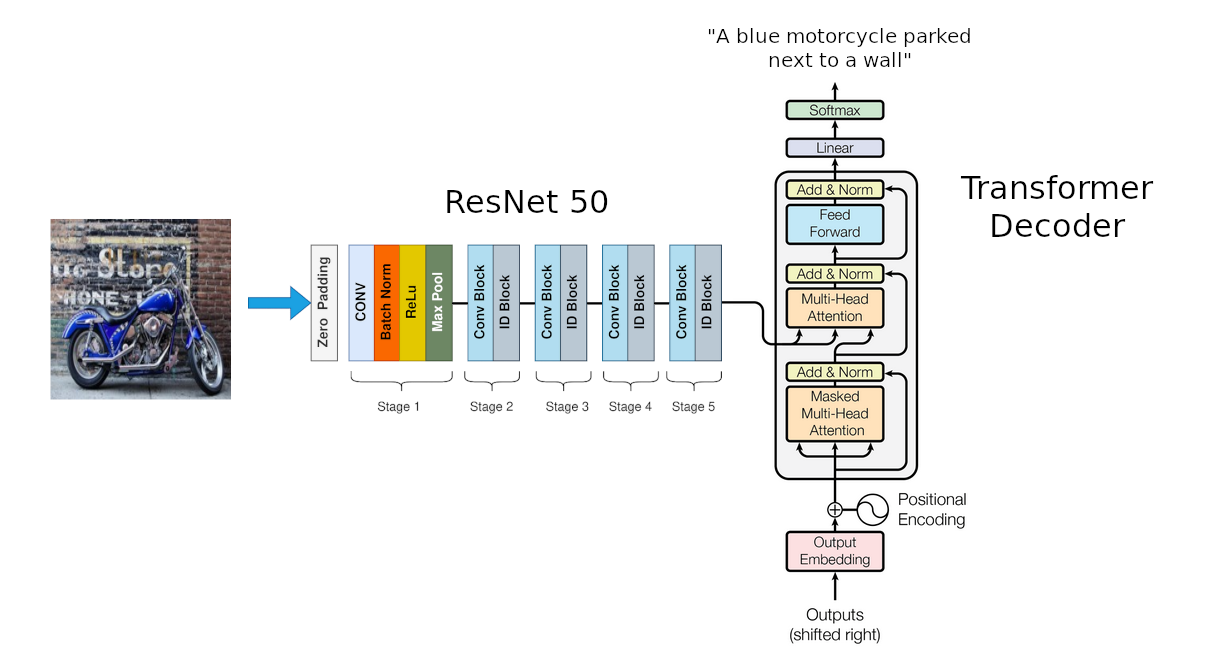 "A blue motorcycle parked
next to a wall"
Softmax
Linear
Add & Norm
Feed
Forward
Add & Norm
Multi-Head
Attention
Add & Norm
Masked
Multi-Head
Attention
Transformer
Decoder
Positional
Encoding
Output
Embedding
Outputs
(shifted right)
ResNet 50
Zero Padding
CONV
Batch Norm
ReLu
Max Pool
Conv Block
ID Block
Conv Block
ID Block
Conv Block
ID Block
Conv Block
ID Block
Stage 1
Stage 2
Stage 3
Stage 4
Stage 5
Store
PHONE